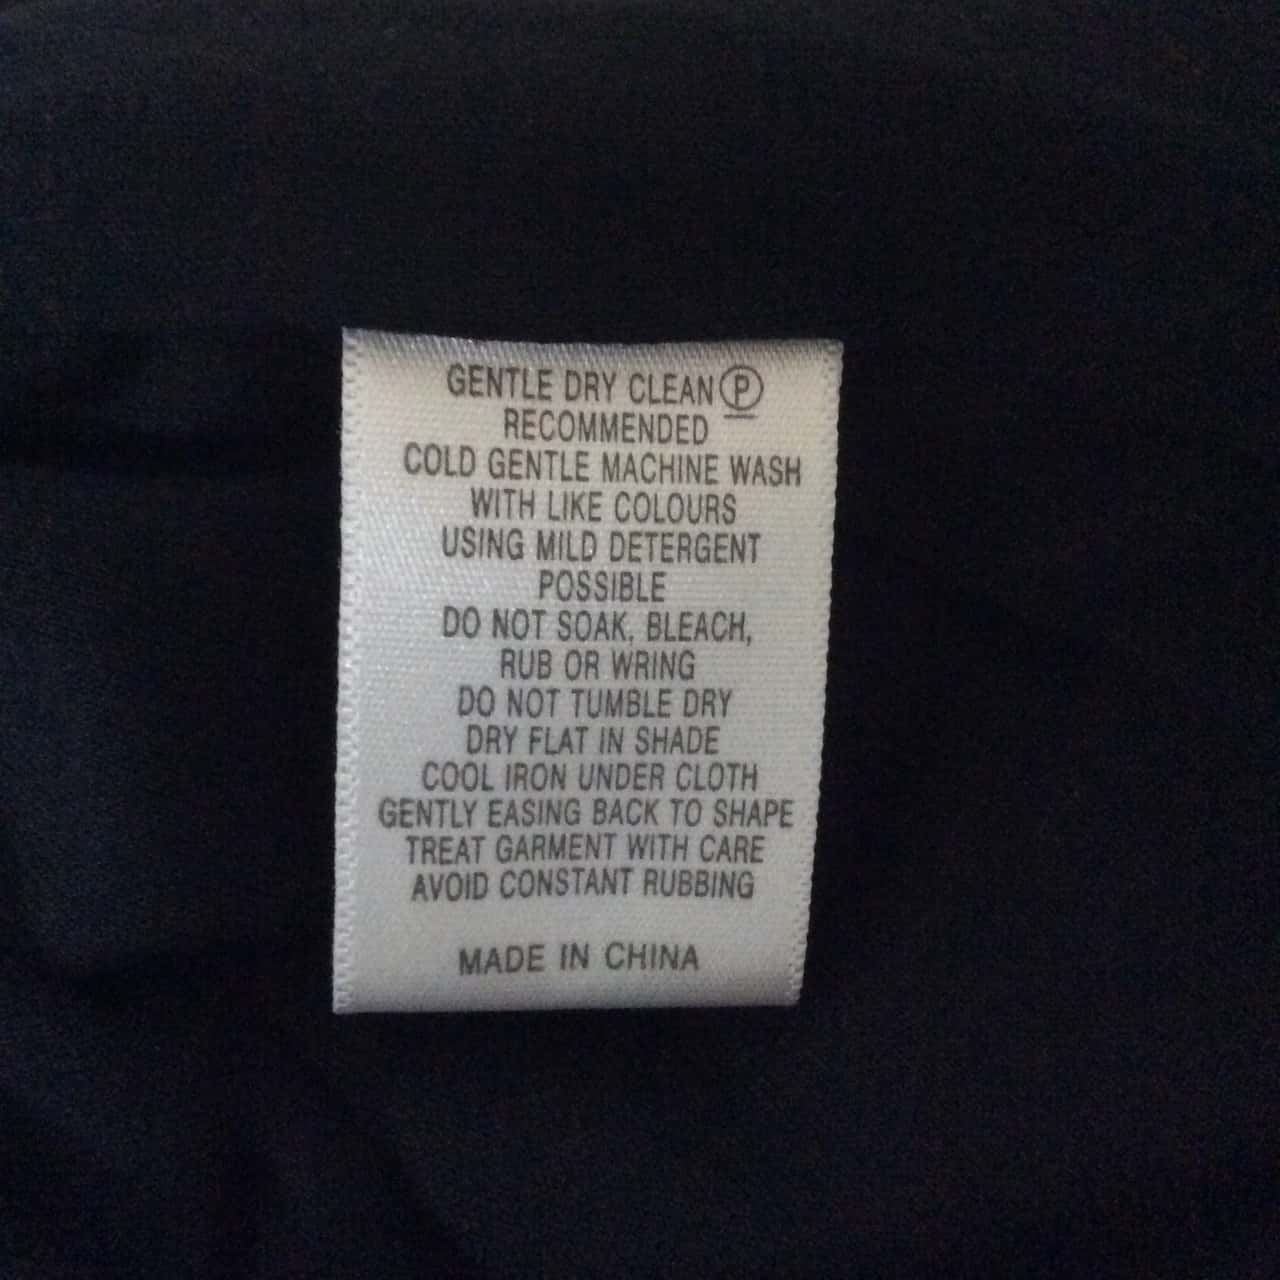 GENTLE DRY CLEAN Ⓟ
RECOMMENDED
COLD GENTLE MACHINE WASH
WITH LIKE COLOURS
USING MILD DETERGENT
POSSIBLE
DO NOT SOAK, BLEACH,
RUB OR WRING
DO NOT TUMBLE DRY
DRY FLAT IN SHADE
COOL IRON UNDER CLOTH
GENTLY EASING BACK TO SHAPE
TREAT GARMENT WITH CARE
AVOID CONSTANT RUBBING
MADE IN CHINA